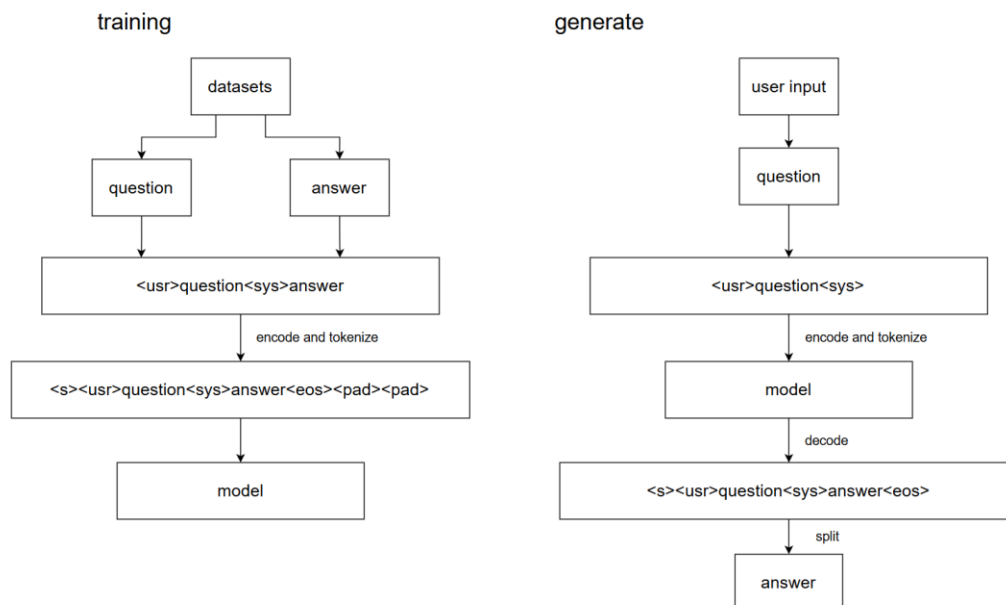 training
datasets
question
answer
<usr>question<sys>answer
encode and tokenize
<s><usr>question<sys>answer<eos><pad><pad>
model
generate
user input
question
<usr>question<sys>
encode and tokenize
model
decode
<s><usr>question<sys>answer<eos>
split
answer